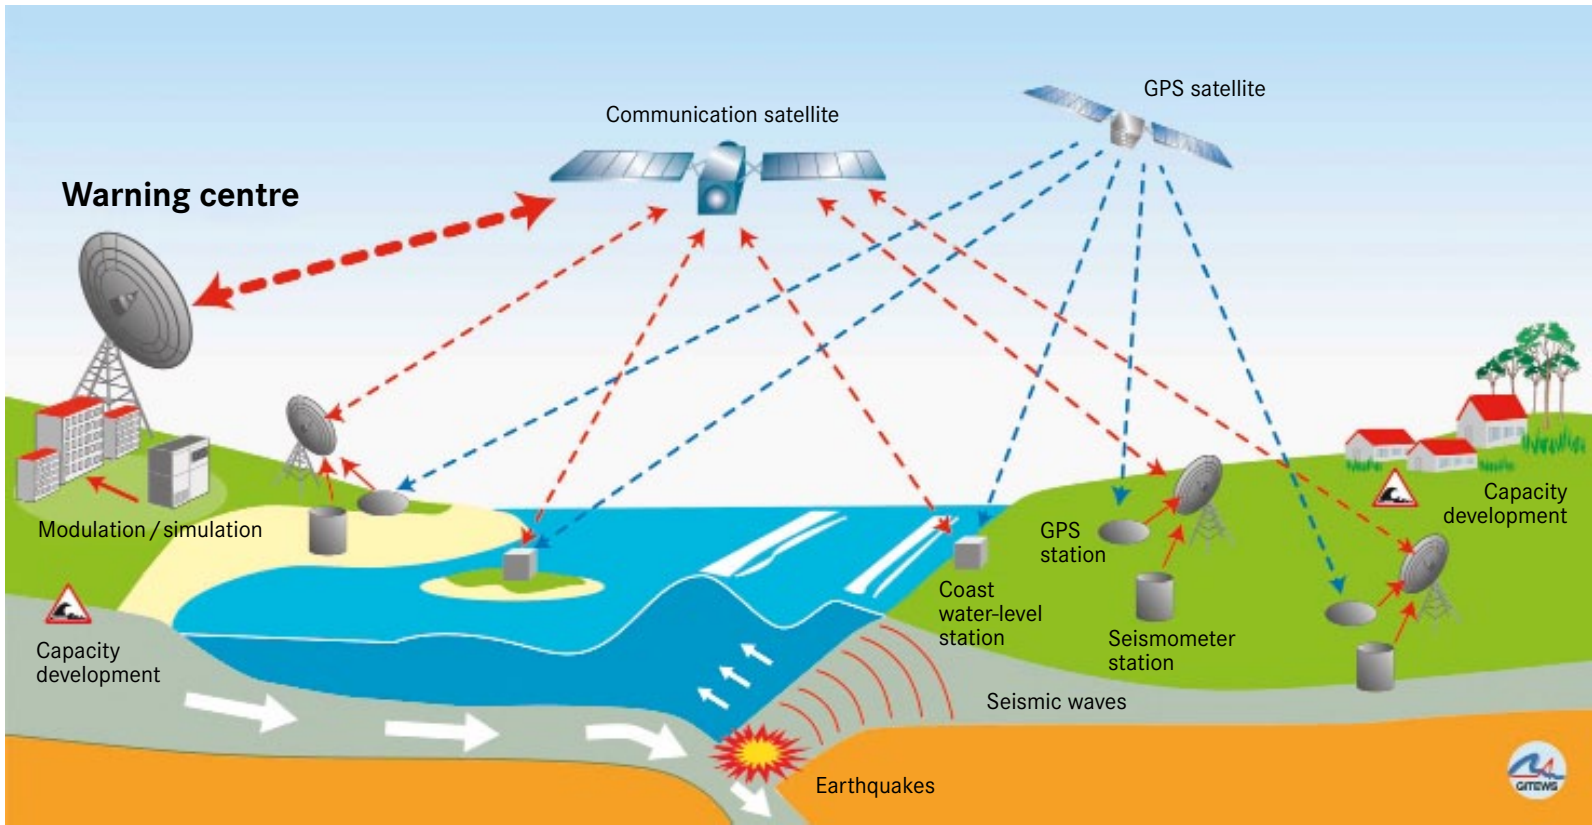 GPS satellite
Communication satellite
Warning centre
Modulation / simulation
Capacity
development
GPS
station
Coast
water-level
station
Seismometer
station
Capacity
development
Seismic waves
Earthquakes
GITEWS